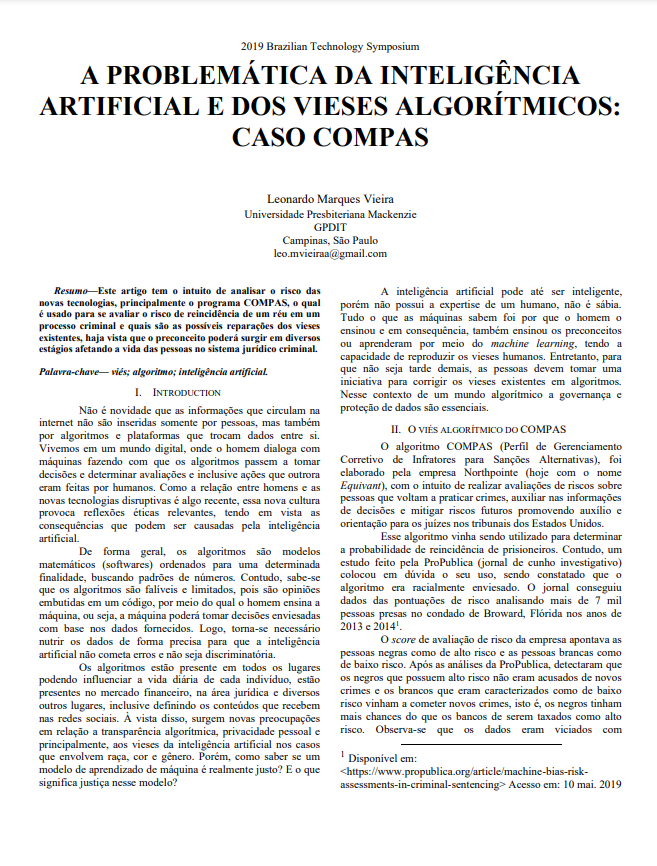 2019 Brazilian Technology Symposium
A PROBLEMÁTICA DA INTELIGÊNCIA
ARTIFICIAL E DOS VIESES ALGORÍTMICOS:
CASO COMPAS
Leonardo Marques Vieira
Universidade Presbiteriana Mackenzie
GPDIT
Campinas, São Paulo
leo.mvieiraa@gmail.com
Resumo—Este artigo tem o intuito de analisar o risco das
novas tecnologias, principalmente o programa COMPAS, o qual
é usado para se avaliar o risco de reincidência de um réu em um
processo criminal e quais são as possíveis reparações dos vieses
existentes, haja vista que o preconceito poderá surgir em diversos
estágios afetando a vida das pessoas no sistema jurídico criminal.
Palavra-chave— viés; algoritmo; inteligência artificial.
I. INTRODUCTION
Não é novidade que as informações que circulam na
internet não são inseridas somente por pessoas, mas também
por algoritmos e plataformas que trocam dados entre si.
Vivemos em um mundo digital, onde o homem dialoga com
máquinas fazendo com que os algoritmos passem a tomar
decisões e determinar avaliações e inclusive ações que outrora
eram feitas por humanos. Como a relação entre homens e as
novas tecnologias disruptivas é algo recente, essa nova cultura
provoca reflexões éticas relevantes, tendo em vista as
consequências que podem ser causadas pela inteligência
artificial.
De forma geral, os algoritmos são modelos
matemáticos (softwares) ordenados para uma determinada
finalidade, buscando padrões de números. Contudo, sabe-se
que os algoritmos são falíveis e limitados, pois são opiniões
embutidas em um código, por meio do qual o homem ensina a
máquina, ou seja, a máquina poderá tomar decisões enviesadas
com base nos dados fornecidos. Logo, torna-se necessário
nutrir os dados de forma precisa para que a inteligência
artificial não cometa erros e não seja discriminatória.
Os algoritmos estão presente em todos os lugares
podendo influenciar a vida diária de cada indivíduo, estão
presentes no mercado financeiro, na área jurídica e diversos
outros lugares, inclusive definindo os conteúdos que recebem
nas redes sociais. À vista disso, surgem novas preocupações
em relação a transparência algorítmica, privacidade pessoal e
principalmente, aos vieses da inteligência artificial nos casos
que envolvem raça, cor e gênero. Porém, como saber se um
modelo de aprendizado de máquina é realmente justo? E o que
significa justiça nesse modelo?
A inteligência artificial pode até ser inteligente,
porém não possui a expertise de um humano, não é sábia.
Tudo o que as máquinas sabem foi por que o homem o
ensinou e em consequência, também ensinou os preconceitos
ou aprenderam por meio do machine learning, tendo a
capacidade de reproduzir os vieses humanos. Entretanto, para
que não seja tarde demais, as pessoas devem tomar uma
iniciativa para corrigir os vieses existentes em algoritmos.
Nesse contexto de um mundo algorítmico a governança e
proteção de dados são essenciais.
II. O VIÉS ALGORÍTMICO DO COMPAS
O algoritmo COMPAS (Perfil de Gerenciamento
Corretivo de Infratores para Sanções Alternativas), foi
elaborado pela empresa Northpointe (hoje com o nome
Equivant), com o intuito de realizar avaliações de riscos sobre
pessoas que voltam a praticar crimes, auxiliar nas informações
de decisões e mitigar riscos futuros promovendo auxílio e
orientação para os juízes nos tribunais dos Estados Unidos.
Esse algoritmo vinha sendo utilizado para determinar
a probabilidade de reincidência de prisioneiros. Contudo, um
estudo feito pela ProPublica (jornal de cunho investigativo)
colocou em dúvida o seu uso, sendo constatado que o
algoritmo era racialmente enviesado. O jornal conseguiu
dados das pontuações de risco analisando mais de 7 mil
pessoas presas no condado de Broward, Flórida nos anos de
2013 e 2014¹.
O score de avaliação de risco da empresa apontava as
pessoas negras como de alto risco e as pessoas brancas como
de baixo risco. Após as análises da ProPublica, detectaram que
os negros que possuem alto risco não eram acusados de novos
crimes e os brancos que eram caracterizados como de baixo
risco vinham a cometer novos crimes, isto é, os negros tinham
mais chances do que os bancos de serem taxados como alto
risco. Observa-se que os dados eram viciados com
¹ Disponível em:
<https://www.propublica.org/article/machine-bias-risk-
assessments-in-criminal-sentencing> Acesso em: 10 mai. 2019